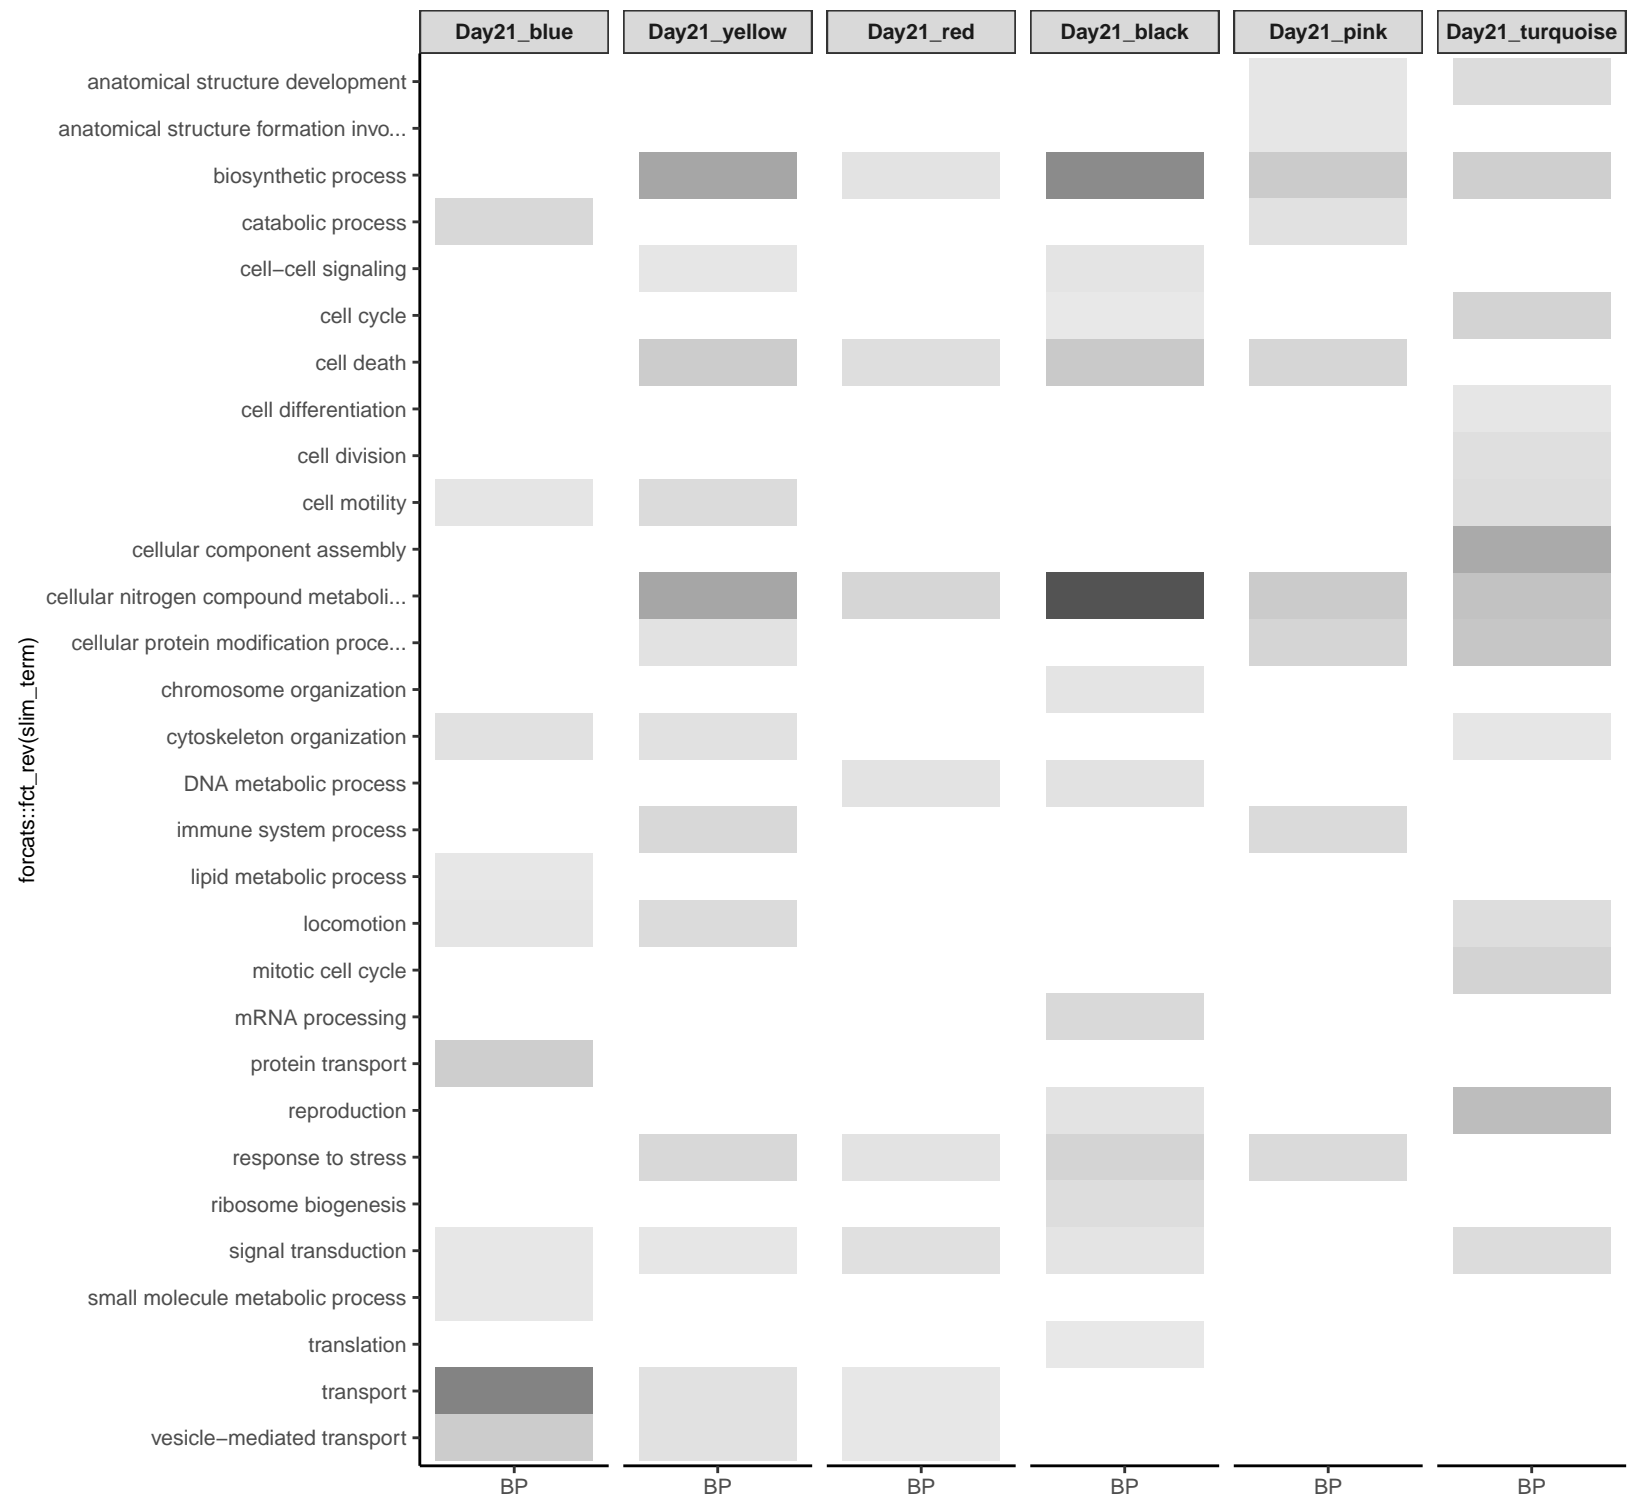 Day21_blue Day21_yellow Day21_red Day21_black Day21_pink Day21_turquoise
anatomical structure development
anatomical structure formation invo...
biosynthetic process
catabolic process
cell−cell signaling
cell cycle
cell death
cell differentiation
cell division
cell motility
cellular component assembly
cellular nitrogen compound metaboli...
cellular protein modification proce...
chromosome organization
cytoskeleton organization
DNA metabolic process
immune system process
lipid metabolic process
locomotion
mitotic cell cycle
mRNA processing
protein transport
reproduction
response to stress
ribosome biogenesis
signal transduction
small molecule metabolic process
translation
transport
vesicle−mediated transport
forcats::fct_rev(slim_term)
BP BP BP BP BP BP